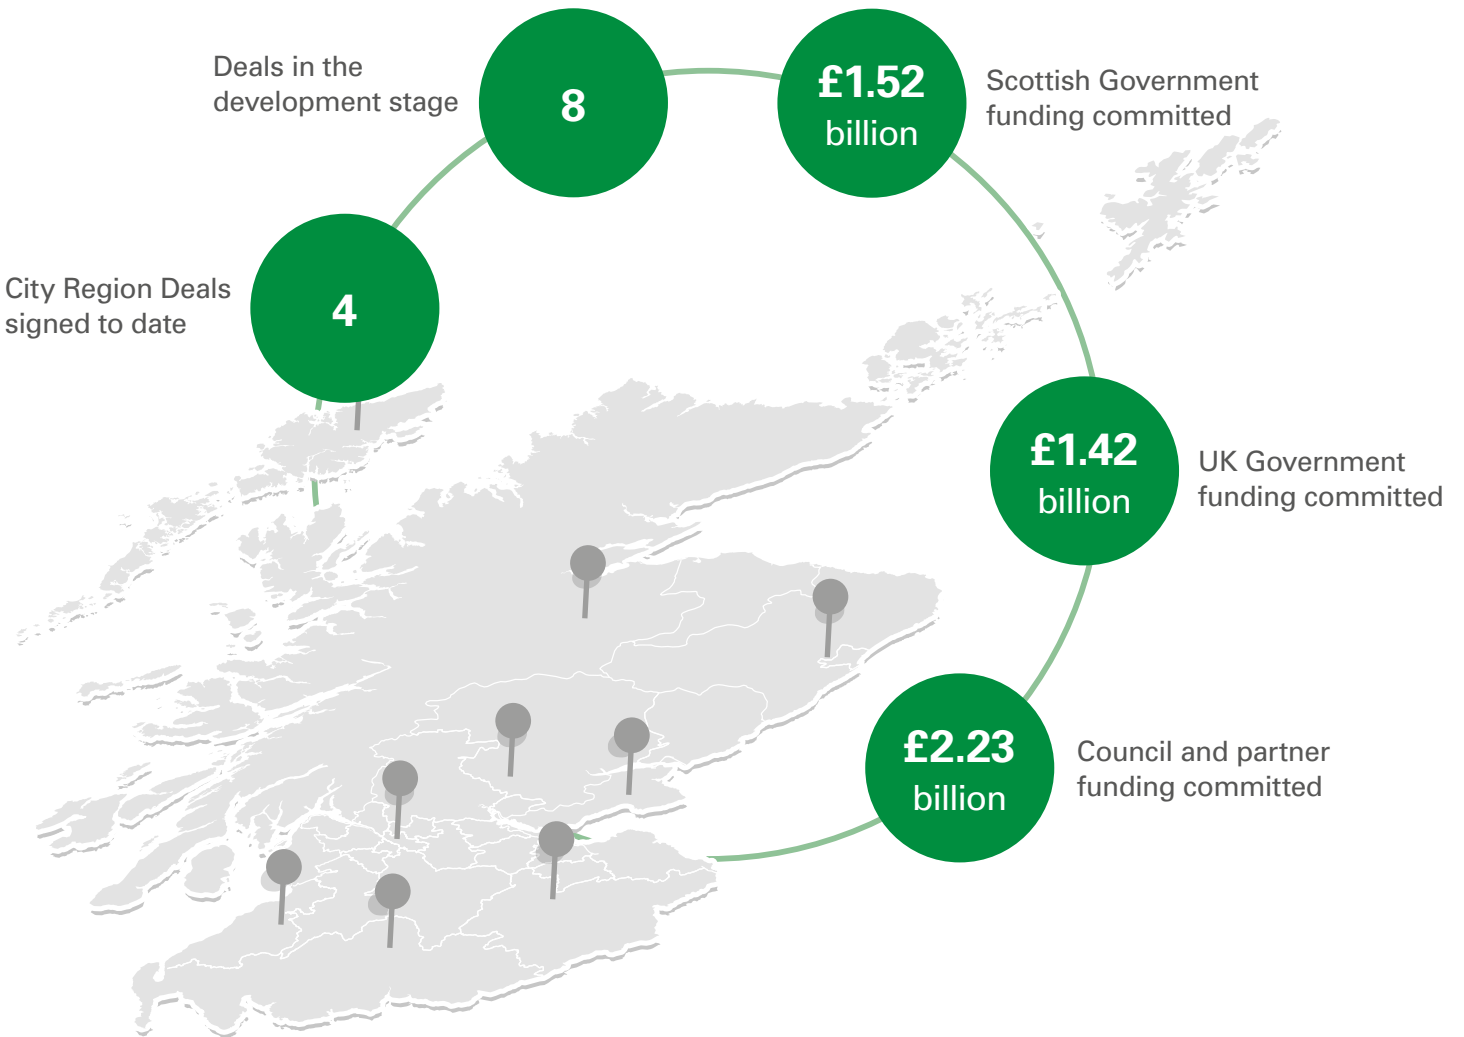 Deals in the
development stage
8
£1.52
billion
Scottish Government
funding committed
City Region Deals
signed to date
4
£1.42
billion
UK Government
funding committed
£2.23
billion
Council and partner
funding committed